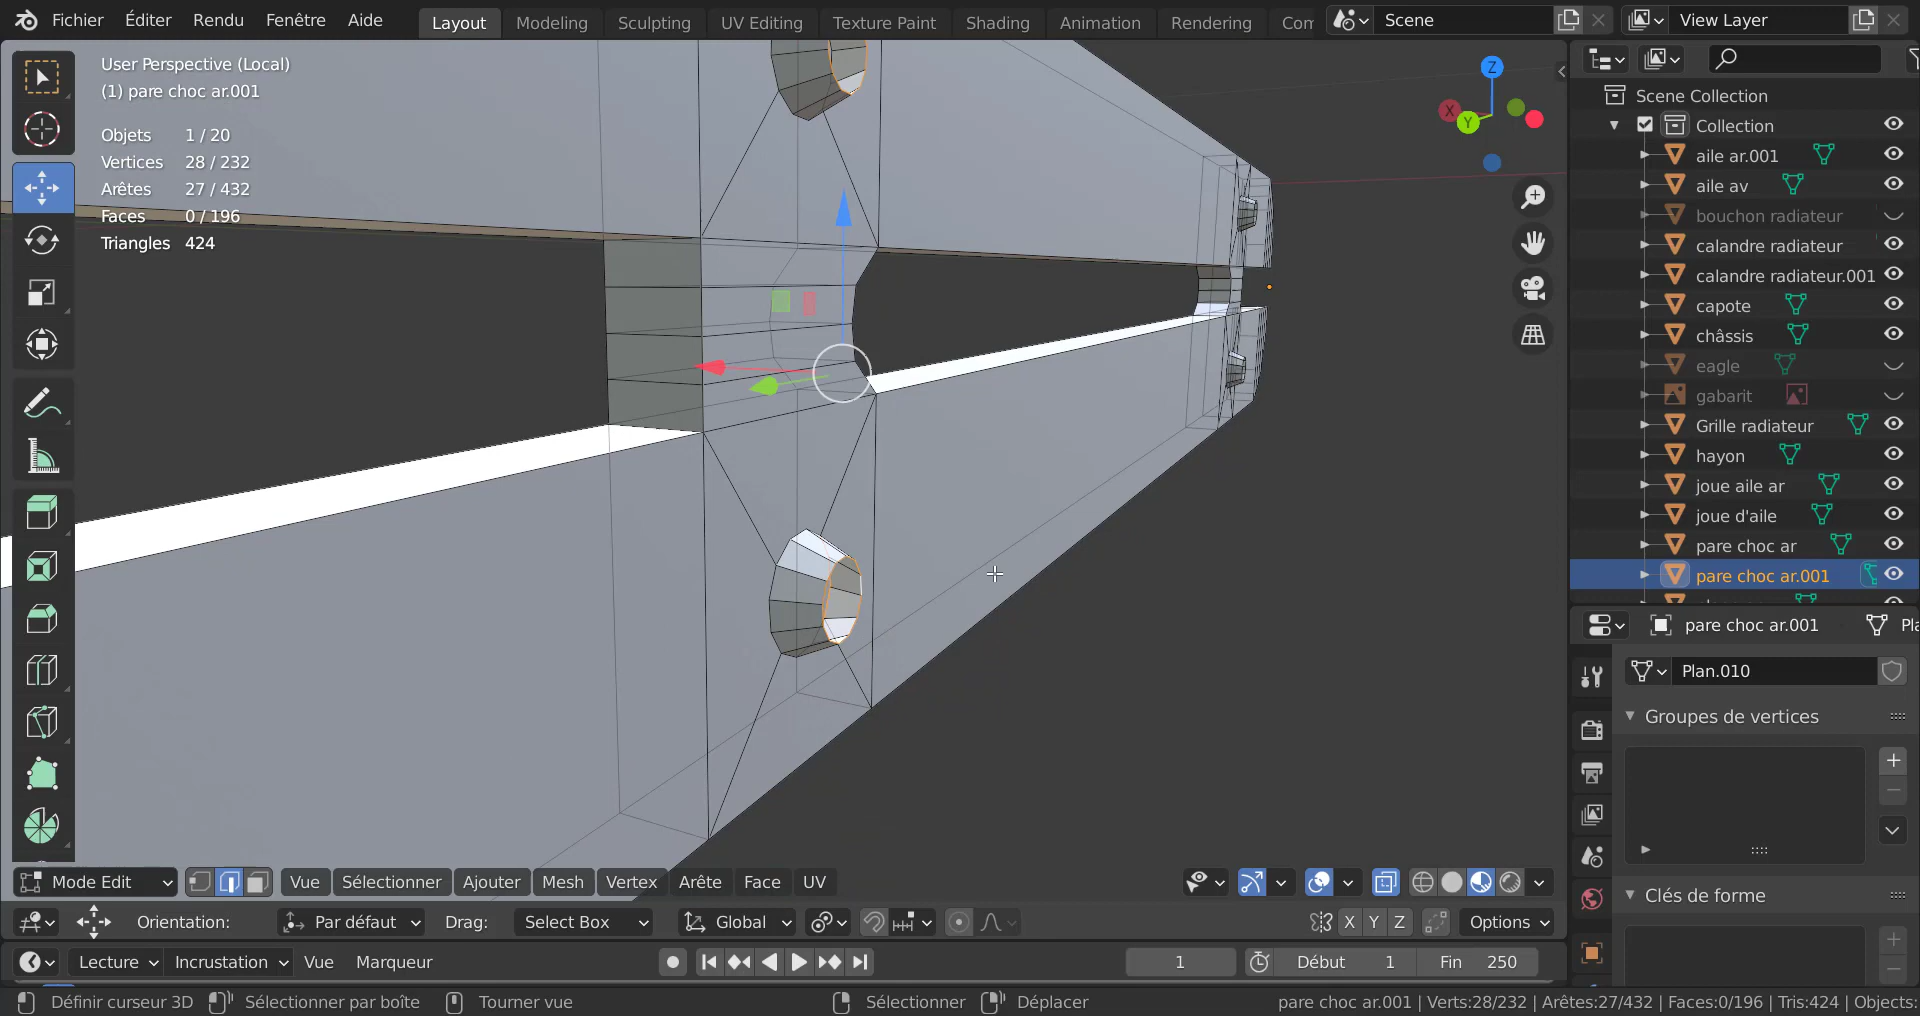 Fichier Éditer Rendu Fenêtre Aide
Layout Modeling Sculpting UV Editing Texture Paint Shading Animation Rendering Com
Scene
View Layer
User Perspective (Local)
(1) pare choc ar.001
Objets 1 / 20
Vertices 28 / 232
Arêtes 27 / 432
Faces 0 / 196
Triangles 424
Z
X
Y
Scene Collection
Collection
aile ar.001
aile av
bouchon radiateur
calandre radiateur
calandre radiateur.001
capote
châssis
eagle
gabarit
Grille radiateur
hayon
joue aile ar
joue d'aile
pare choc ar
pare choc ar.001
pare choc ar.001 Pla
Plan.010
Groupes de vertices
Clés de forme
Mode Edit Vue Sélectionner Ajouter Mesh Vertex Arête Face UV
Orientation: Par défaut Drag: Select Box Global X Y Z Options
Lecture Incrustation Vue Marqueur 1 Début 1 Fin 250
Définir curseur 3D Sélectionner par boîte Tourner vue Sélectionner Déplacer pare choc ar.001 | Verts:28/232 | Arêtes:27/432 | Faces:0/196 | Tris:424 | Objects: